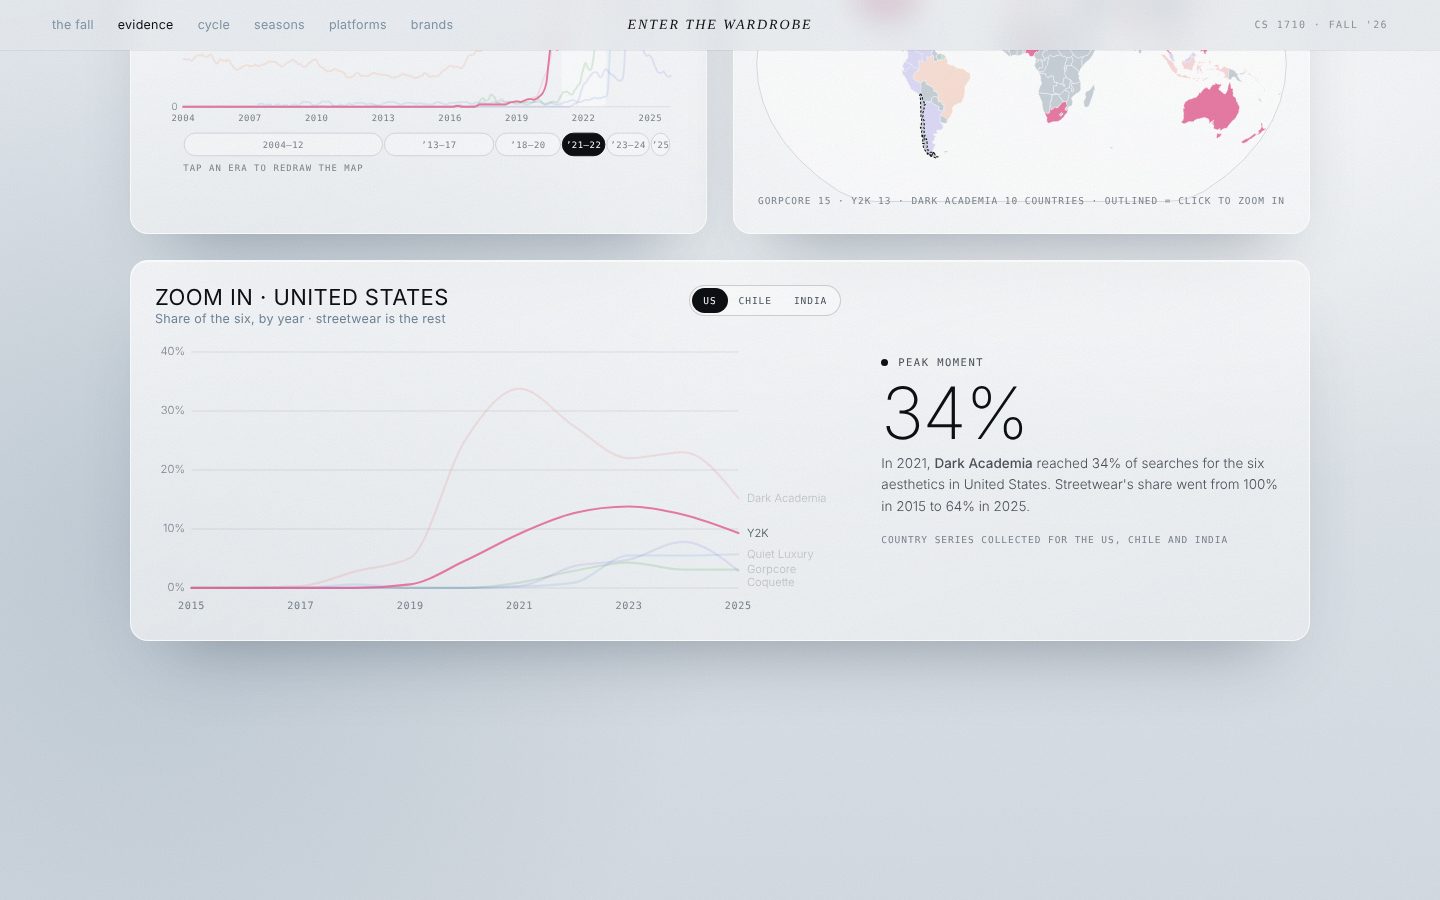 the fall evidence cycle seasons platforms brands
ENTER THE WARDROBE
CS 1710 · FALL '26
0
2004 2007 2010 2013 2016 2019 2022 2025
2004–12 ’13–17 ’18–20 ’21–22 ’23–24 ’25
TAP AN ERA TO REDRAW THE MAP
GORPCORE 15 · Y2K 13 · DARK ACADEMIA 10 COUNTRIES · OUTLINED = CLICK TO ZOOM IN
ZOOM IN · UNITED STATES
Share of the six, by year · streetwear is the rest
US CHILE INDIA
40%
30%
20%
10%
0%
Dark Academia
Y2K
Quiet Luxury
Gorpcore
Coquette
2015 2017 2019 2021 2023 2025
PEAK MOMENT
34%
In 2021, Dark Academia reached 34% of searches for the six
aesthetics in United States. Streetwear's share went from 100%
in 2015 to 64% in 2025.
COUNTRY SERIES COLLECTED FOR THE US, CHILE AND INDIA